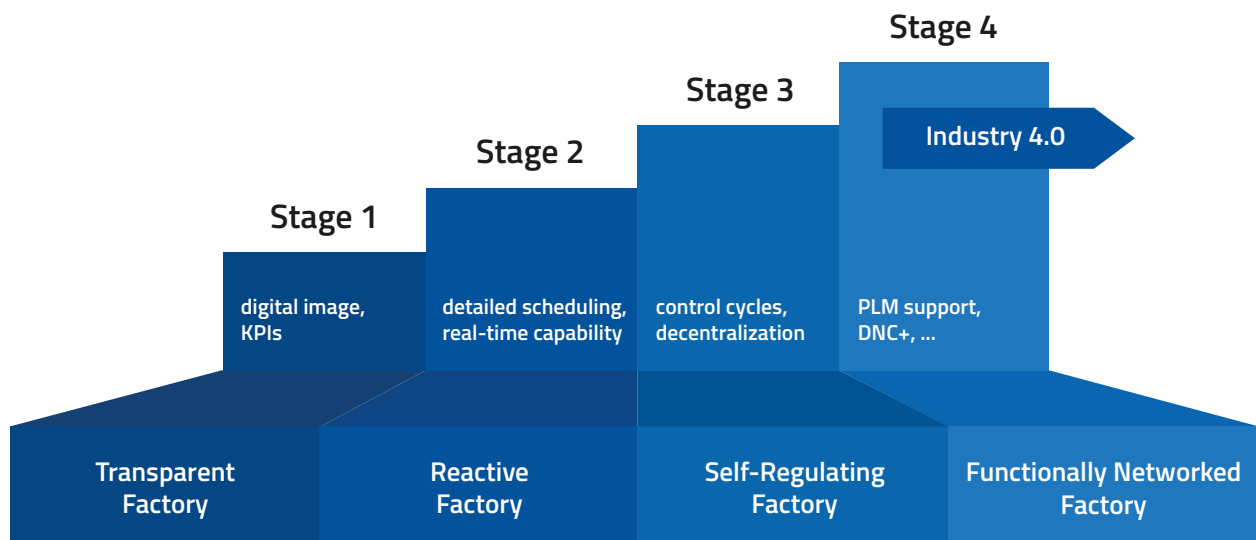 Stage 4
Stage 3
Industry 4.0
Stage 2
Stage 1
digital image,
KPIs
detailed scheduling,
real-time capability
control cycles,
decentralization
PLM support,
DNC+, ...
Transparent
Factory
Reactive
Factory
Self-Regulating
Factory
Functionally Networked
Factory